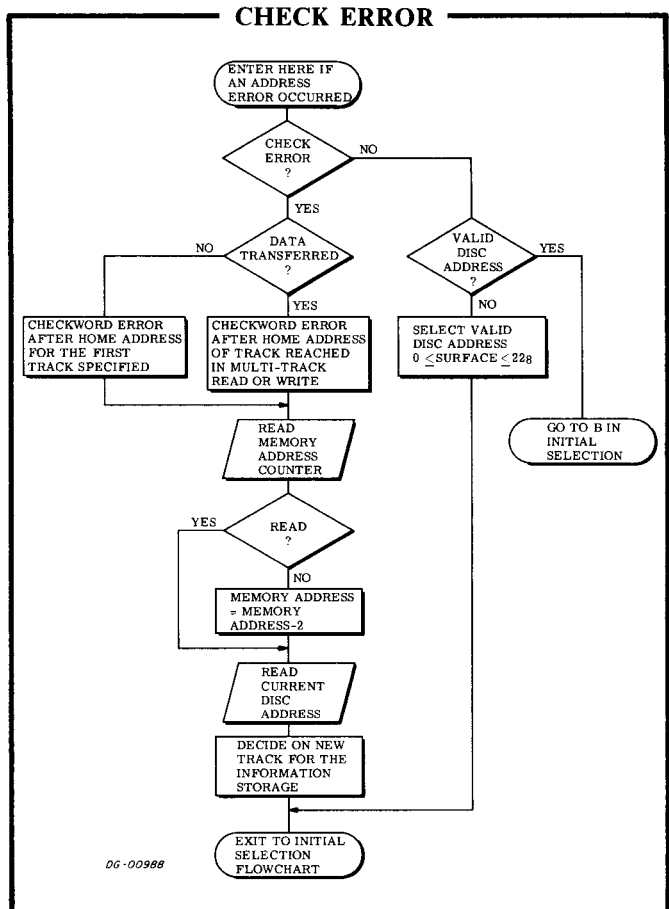 CHECK ERROR
ENTER HERE IF
AN ADDRESS
ERROR OCCURRED
CHECK
ERROR
?
NO
YES
DATA
TRANSFERRED
?
NO
YES
VALID
DISC
ADDRESS
?
YES
NO
CHECKWORD ERROR
AFTER HOME ADDRESS
FOR THE FIRST
TRACK SPECIFIED
CHECKWORD ERROR
AFTER HOME ADDRESS
OF TRACK REACHED
IN MULTI-TRACK
READ OR WRITE
SELECT VALID
DISC ADDRESS
0 ≤SURFACE ≤22₈
GO TO B IN
INITIAL
SELECTION
READ
MEMORY
ADDRESS
COUNTER
READ
?
YES
NO
MEMORY ADDRESS
= MEMORY
ADDRESS-2
READ
CURRENT
DISC
ADDRESS
DECIDE ON NEW
TRACK FOR THE
INFORMATION
STORAGE
EXIT TO INITIAL
SELECTION
FLOWCHART
DG-00988